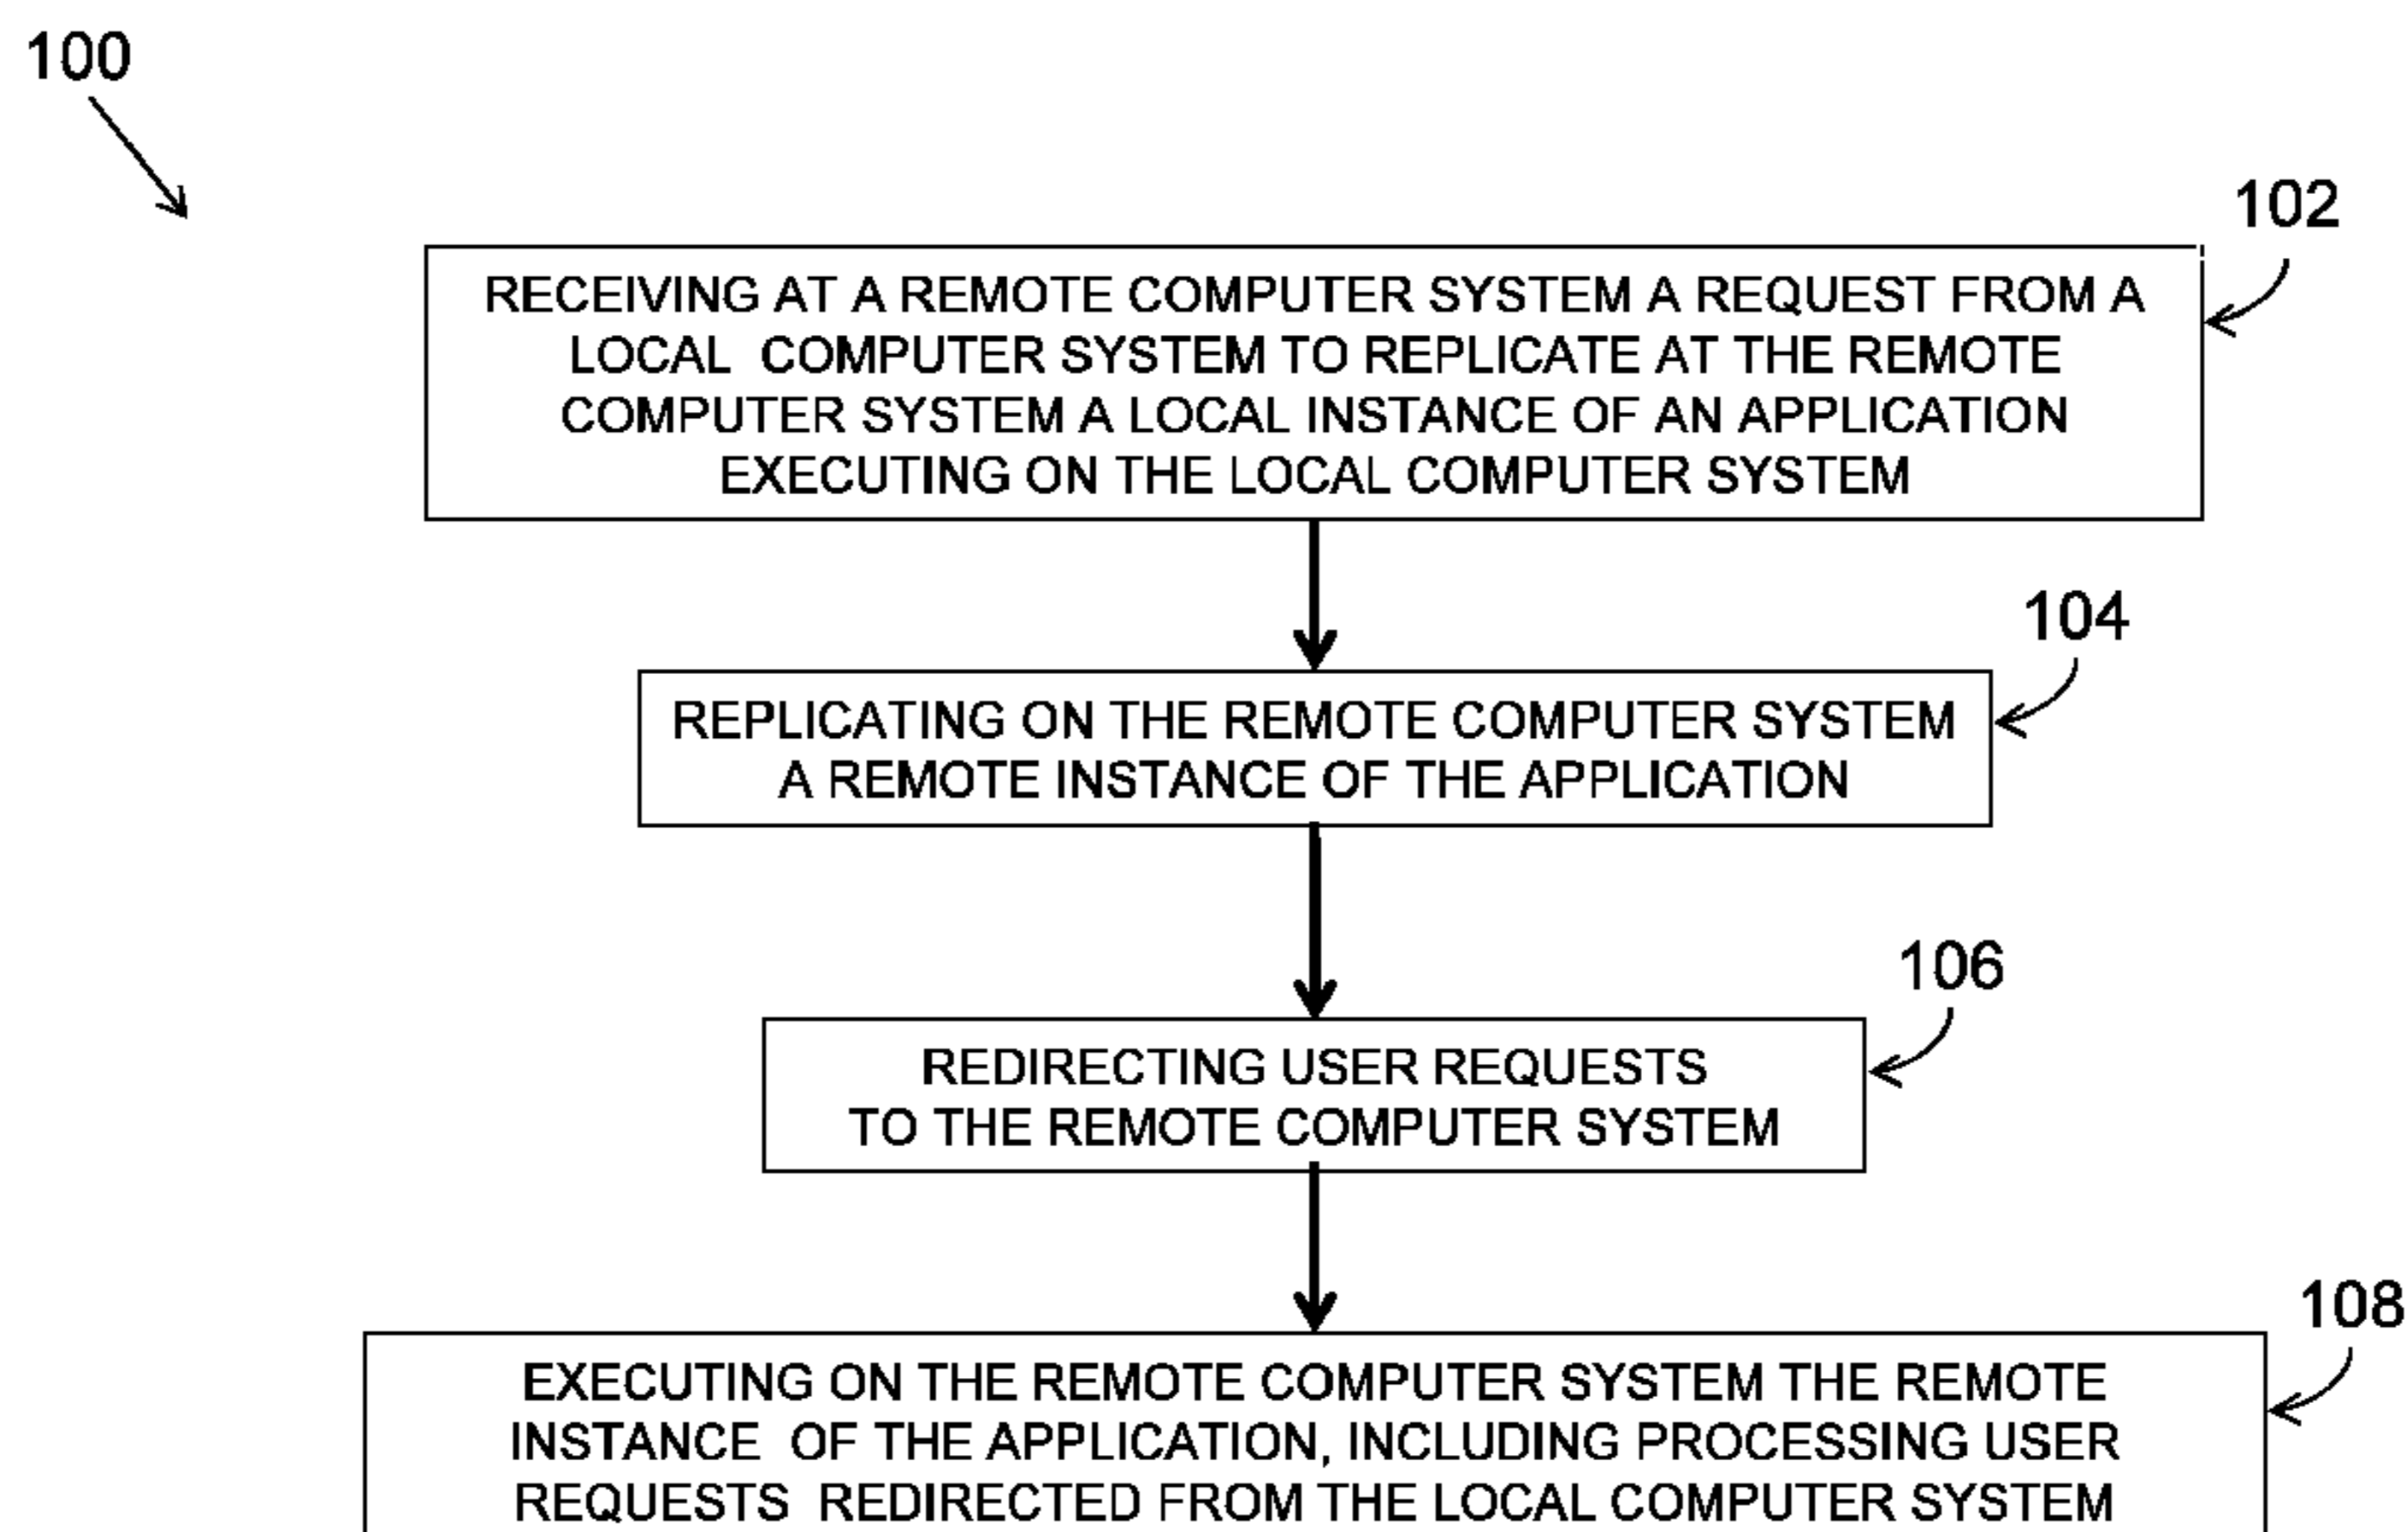 100
102
RECEIVING AT A REMOTE COMPUTER SYSTEM A REQUEST FROM A
LOCAL COMPUTER SYSTEM TO REPLICATE AT THE REMOTE
COMPUTER SYSTEM A LOCAL INSTANCE OF AN APPLICATION
EXECUTING ON THE LOCAL COMPUTER SYSTEM
104
REPLICATING ON THE REMOTE COMPUTER SYSTEM
A REMOTE INSTANCE OF THE APPLICATION
106
REDIRECTING USER REQUESTS
TO THE REMOTE COMPUTER SYSTEM
108
EXECUTING ON THE REMOTE COMPUTER SYSTEM THE REMOTE
INSTANCE OF THE APPLICATION, INCLUDING PROCESSING USER
REQUESTS REDIRECTED FROM THE LOCAL COMPUTER SYSTEM